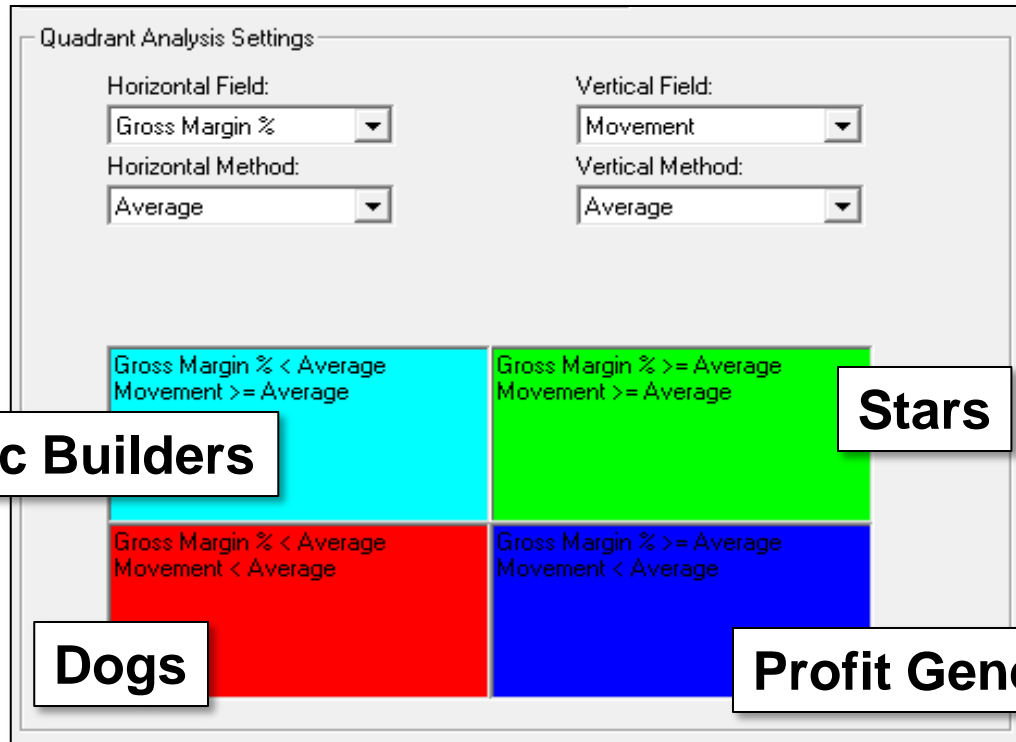 Quadrant Analysis Settings
Horizontal Field:
Vertical Field:
Gross Margin %
Movement
Horizontal Method:
Vertical Method:
Average
Average
Gross Margin % < Average
Movement >= Average
Gross Margin % >= Average
Movement >= Average
Stars
c Builders
Gross Margin % < Average
Movement < Average
Gross Margin % >= Average
Movement < Average
Dogs
Profit Gene